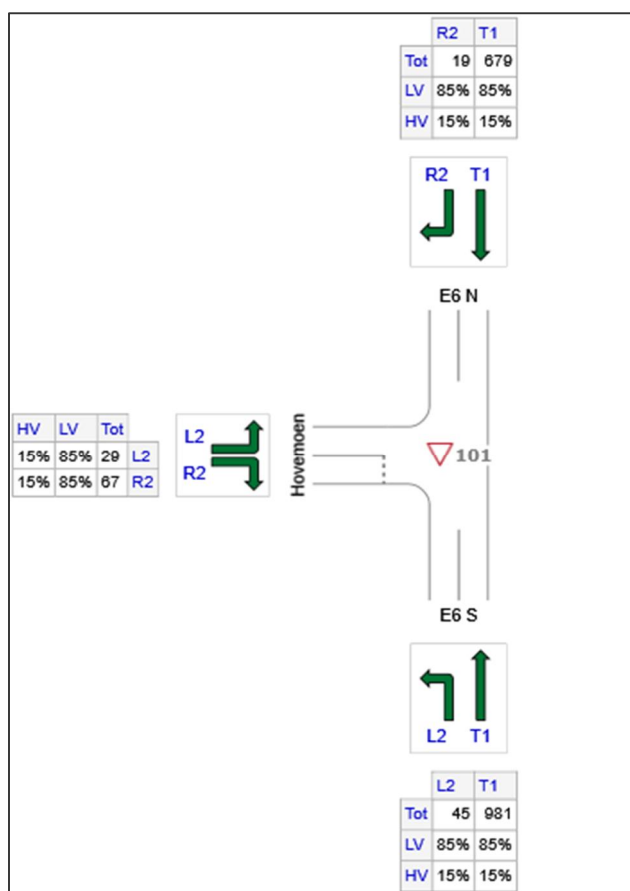 R2 T1
Tot 19 679
LV 85% 85%
HV 15% 15%
R2 T1
E6 N
HV LV Tot
15% 85% 29 L2
15% 85% 67 R2
L2
R2
Hovemoen
101
E6 S
L2 T1
L2 T1
Tot 45 981
LV 85% 85%
HV 15% 15%